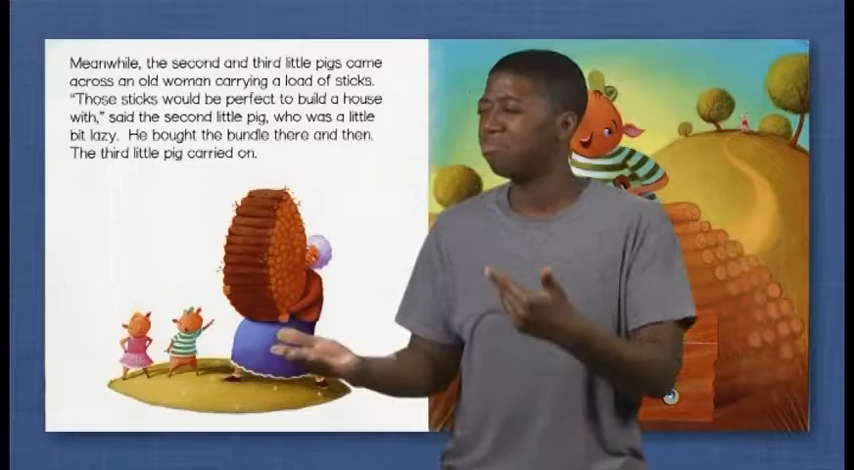 Meanwhile, the second and third little pigs came
across an old woman carrying a load of sticks.
"Those sticks would be perfect to build a house
with," said the second little pig, who was a little
bit lazy. He bought the bundle there and then.
The third little pig carried on.